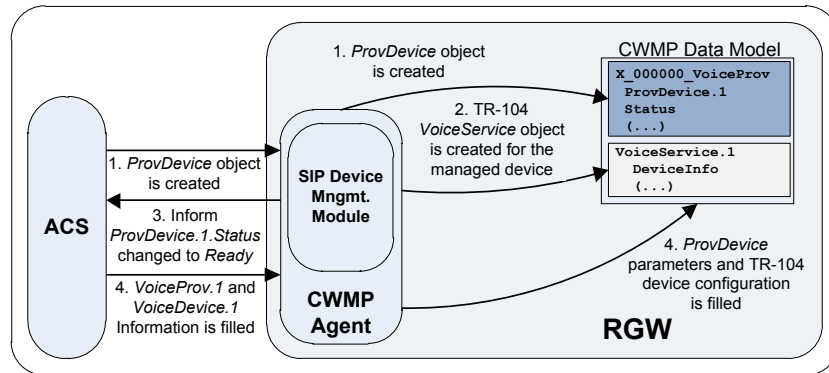 ACS
1. ProvDevice object
is created
3. Inform
ProvDevice.1.Status
changed to Ready
4. VoiceProv.1 and
VoiceDevice.1
Information is filled
SIP Device
Mngmt.
Module
CWMP
Agent
1. ProvDevice object
is created
2. TR-104
VoiceService object
is created for the
managed device
CWMP Data Model
X_000000_VoiceProv
ProvDevice.1
Status
(...)
VoiceService.1
DeviceInfo
(...)
4. ProvDevice
parameters and TR-104
device configuration
is filled
RGW